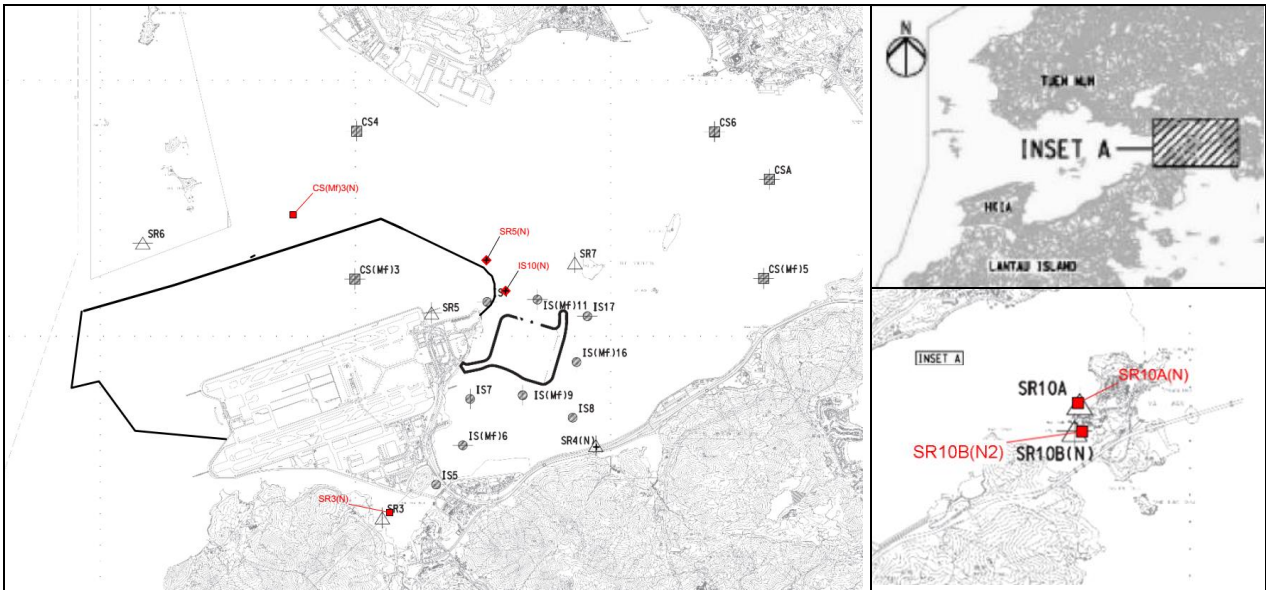 CS4
CS6
CSA
CS(Mf)3(N)
SR6
SR5(N)
SR7
IS10(N)
CS(Mf)3
CS(Mf)5
SR5
IS(Mf)11
IS17
IS(Mf)16
IS7
IS(Mf)9
IS8
IS(Mf)6
SR4(N)
IS5
SR3(N)
SR3
N
TUEN MUN
INSET A
HKIA
LANTAU ISLAND
INSET A
SR10A(N)
SR10A
SR10B(N2)
SR10B(N)